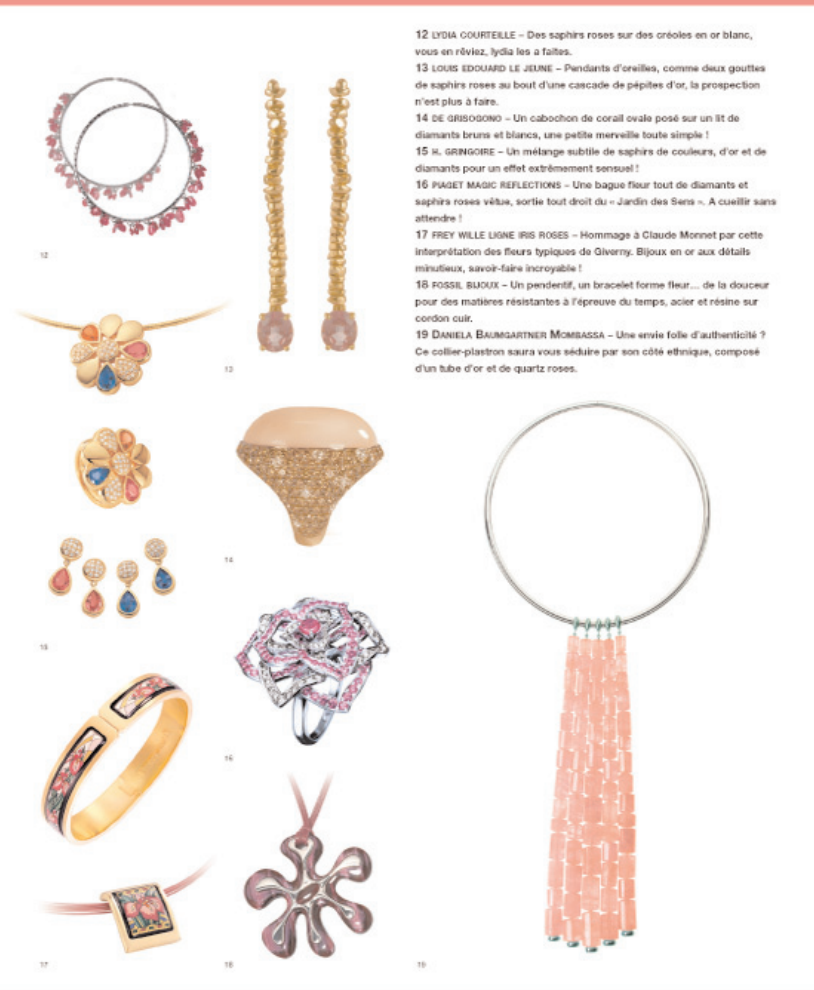 12 LYDIA COURTEILLE – Des saphirs roses sur des créoles en or blanc,
vous en rêviez, lydia les a faites.
13 LOUIS EDOUARD LE JEUNE – Pendants d'oreilles, comme deux gouttes
de saphirs roses au bout d'une cascade de pépites d'or, la prospection
n'est plus à faire.
14 DE GRISOGONO – Un cabochon de corail ovale posé sur un lit de
diamants bruns et blancs, une petite merveille toute simple !
15 H. GRINGOIRE – Un mélange subtile de saphirs de couleurs, d'or et de
diamants pour un effet extrêmement sensuel !
16 PIAGET MAGIC REFLECTIONS – Une bague fleur tout de diamants et
saphirs roses vêtue, sortie tout droit du « Jardin des Sens ». A cueillir sans
attendre !
17 FREY WILLE LIGNE IRIS ROSES – Hommage à Claude Monnet par cette
interprétation des fleurs typiques de Giverny. Bijoux en or aux détails
minutieux, savoir-faire incroyable !
18 FOSSIL BIJOUX – Un pendentif, un bracelet forme fleur... de la douceur
pour des matières résistantes à l'épreuve du temps, acier et résine sur
cordon cuir.
19 DANIELA BAUMGARTNER MOMBASSA – Une envie folle d'authenticité ?
Ce collier-plastron saura vous séduire par son côté ethnique, composé
d'un tube d'or et de quartz roses.
12
13
14
15
16
17
18
19